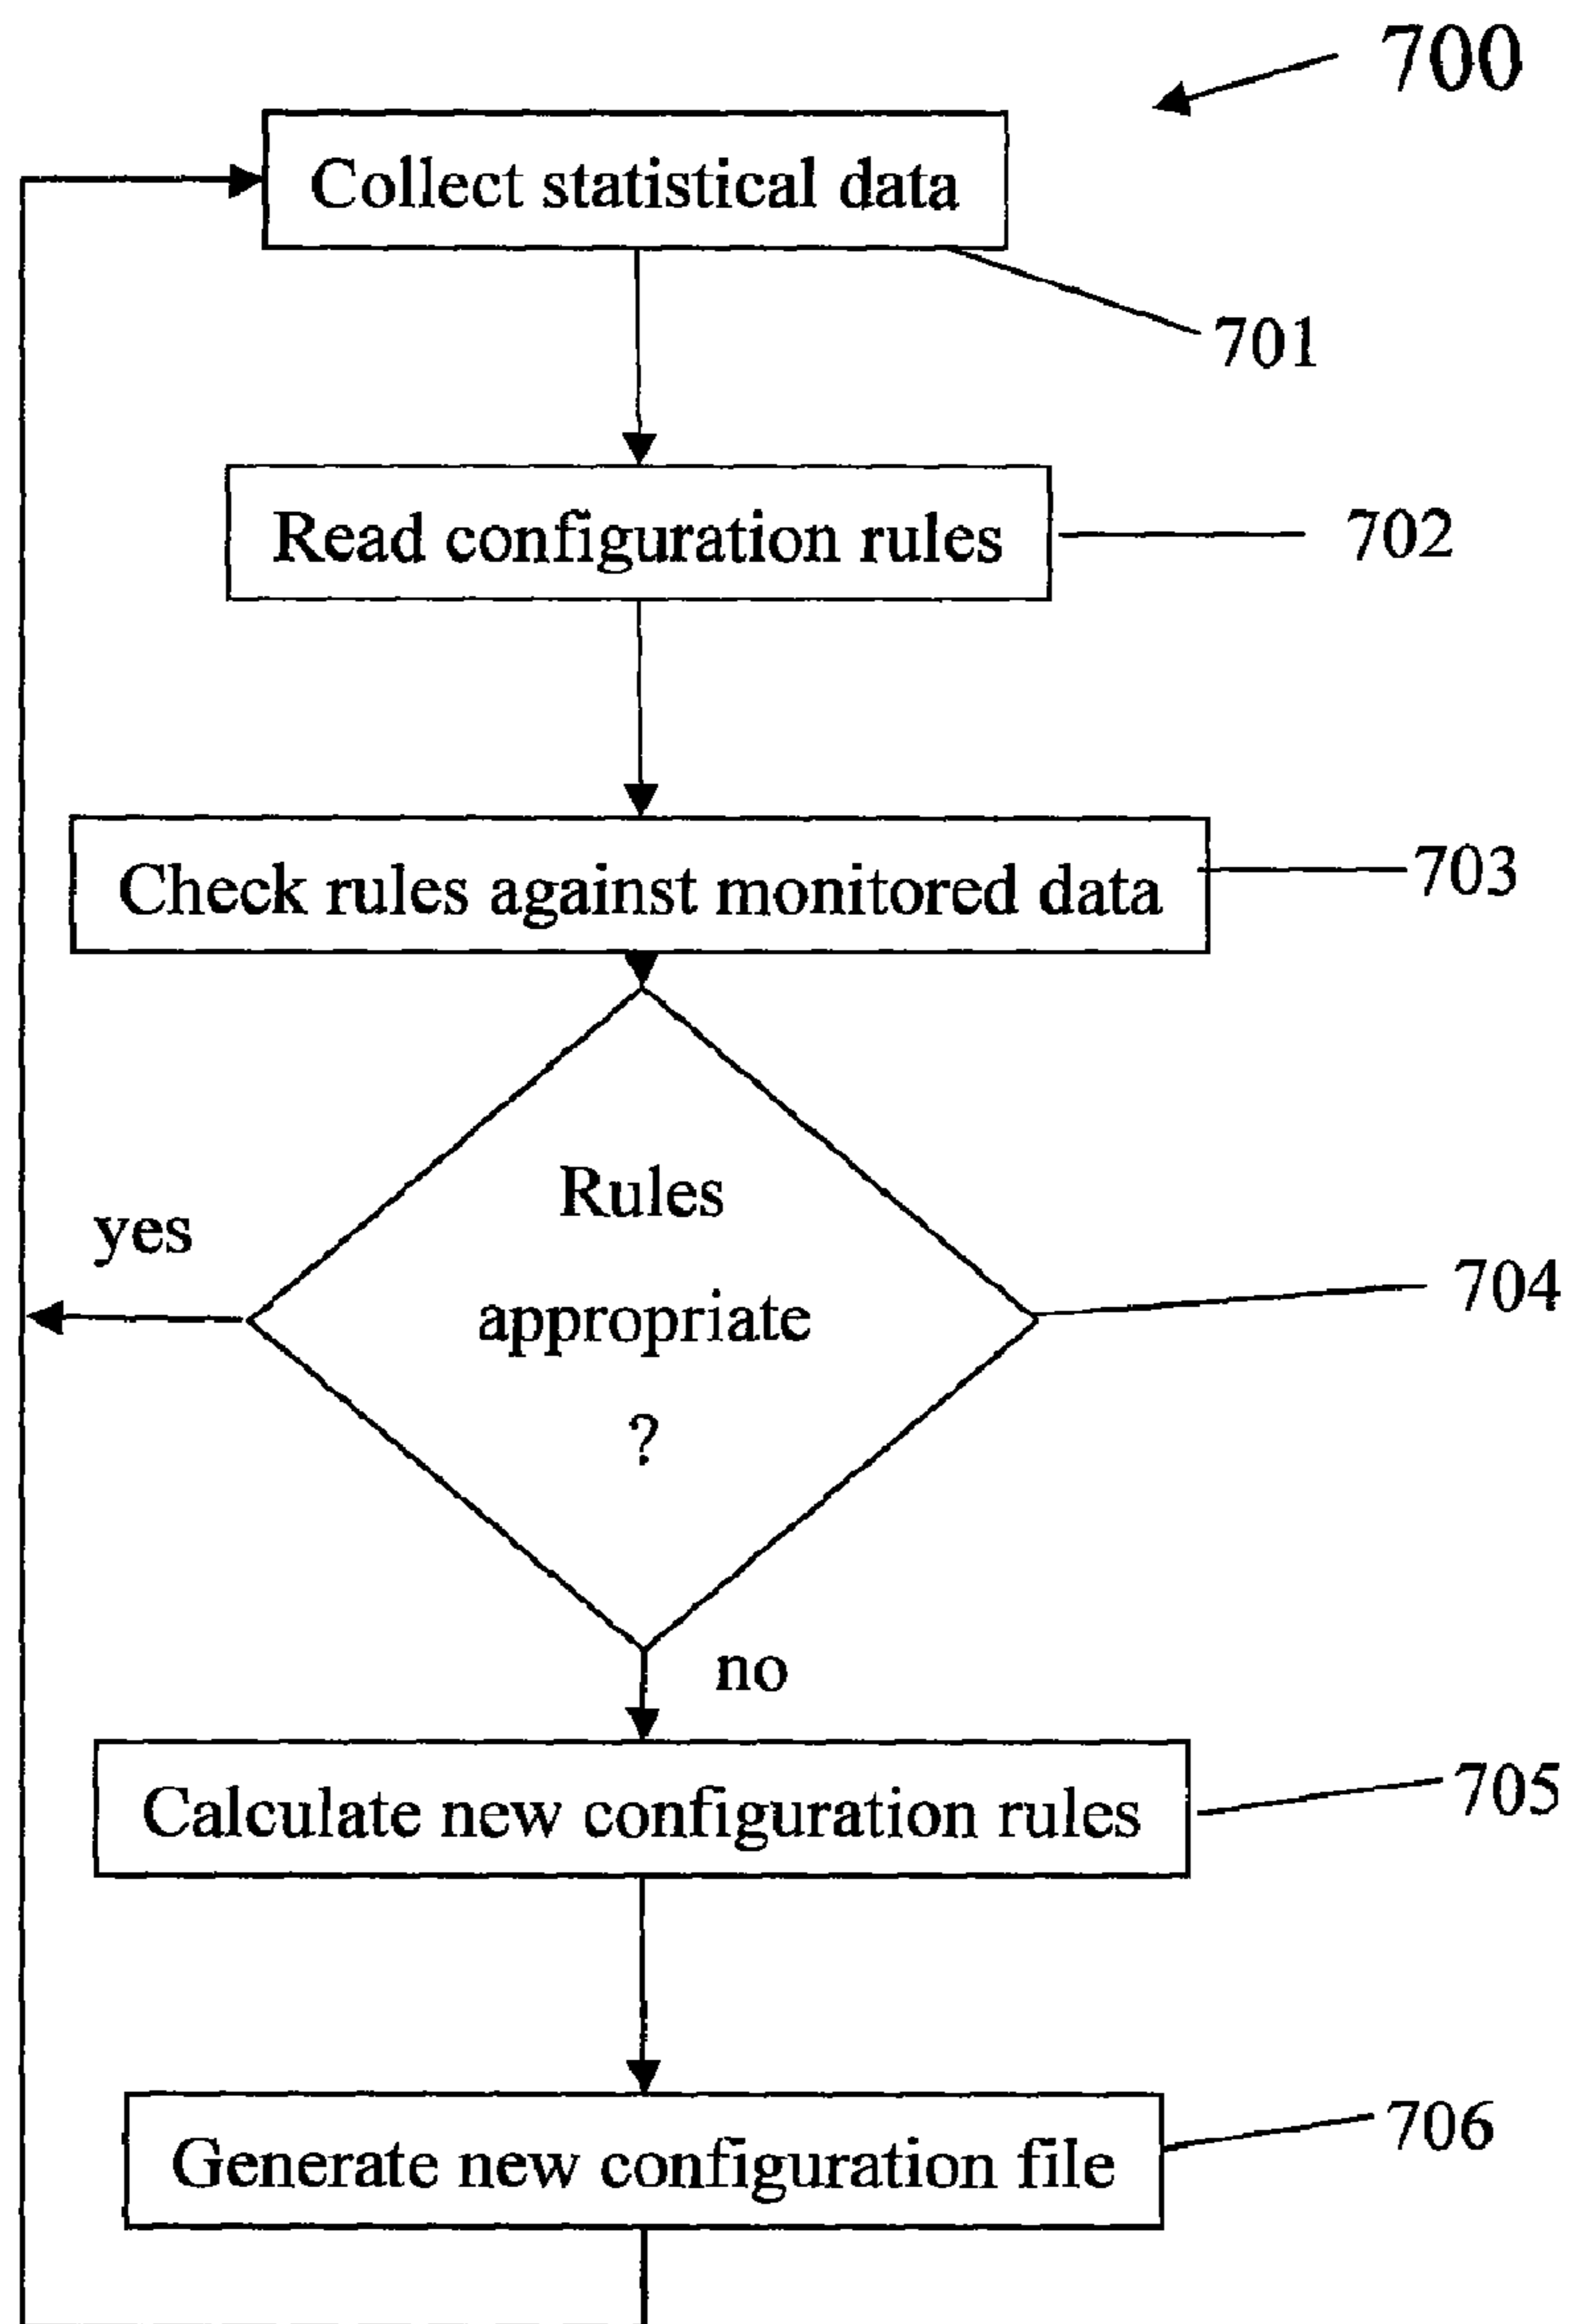 700
Collect statistical data
701
Read configuration rules
702
Check rules against monitored data
703
Rules
appropriate
?
yes
704
no
Calculate new configuration rules
705
Generate new configuration file
706